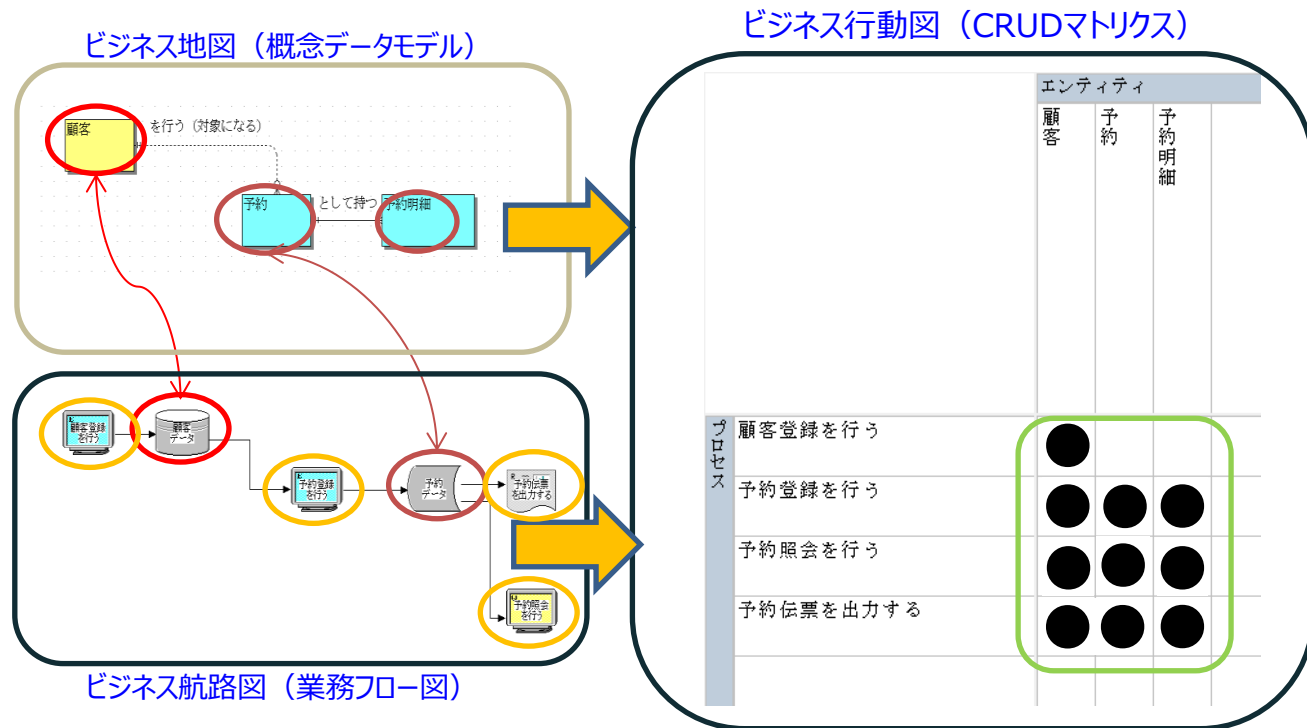 ビジネス地図（概念データモデル）
顧客
を行う（対象になる）
予約
として持つ
予約明細
顧客登録
を行う
顧客
データ
予約登録
を行う
予約
データ
予約伝票
を出力する
予約照会
を行う
ビジネス航路図（業務フロー図）
ビジネス行動図（CRUDマトリクス）
エンティティ
顧客
予約
予約明細
プロセス
顧客登録を行う
予約登録を行う
予約照会を行う
予約伝票を出力する